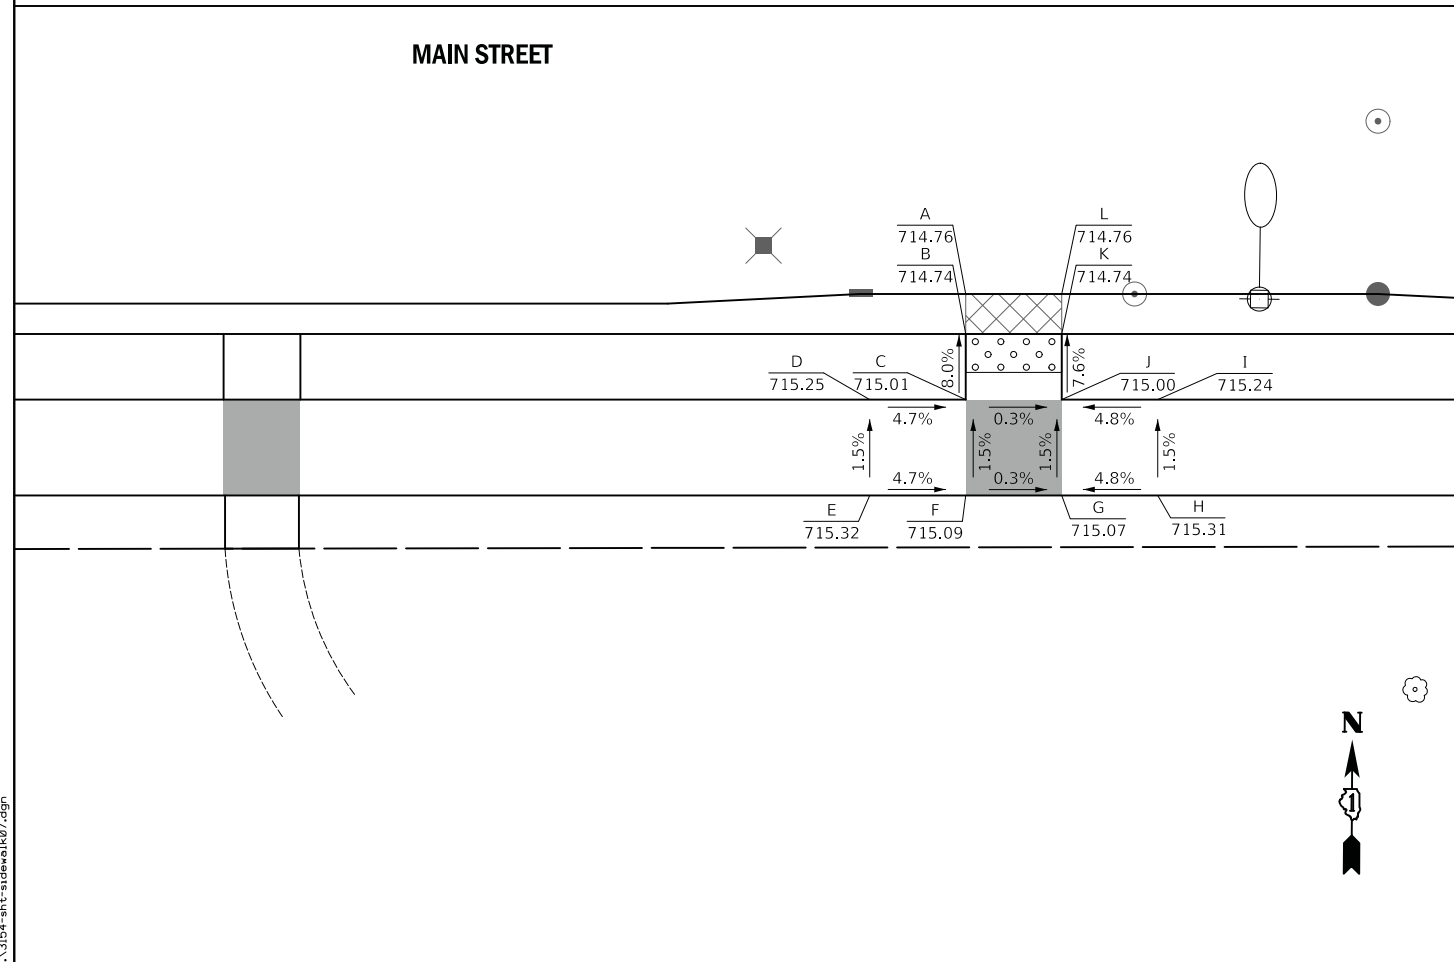 MAIN STREET
A
714.76
B
714.74
L
714.76
K
714.74
D
715.25
C
715.01
8.0%
7.6%
J
715.00
I
715.24
4.7%
0.3%
4.8%
1.5%
1.5%
1.5%
1.5%
4.7%
0.3%
4.8%
E
715.32
F
715.09
G
715.07
H
715.31
N
1
..\3154-sht-sidewalk07.dgn